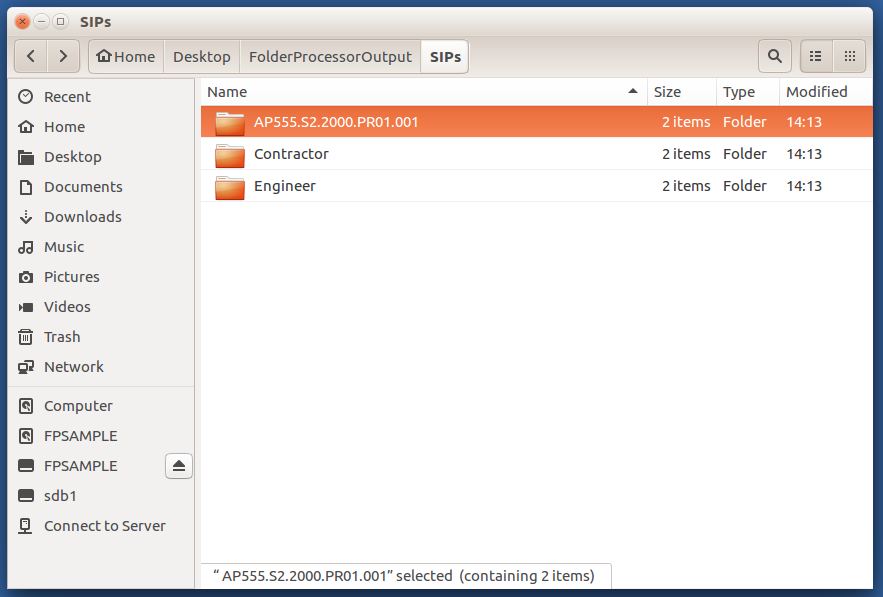 SIPs
Home Desktop FolderProcessorOutput SIPs
Name Size Type Modified
AP555.S2.2000.PR01.001 2 items Folder 14:13
Contractor 2 items Folder 14:13
Engineer 2 items Folder 14:13
Recent
Home
Desktop
Documents
Downloads
Music
Pictures
Videos
Trash
Network
Computer
FPSAMPLE
FPSAMPLE
sdb1
Connect to Server
“ AP555.S2.2000.PR01.001” selected (containing 2 items)